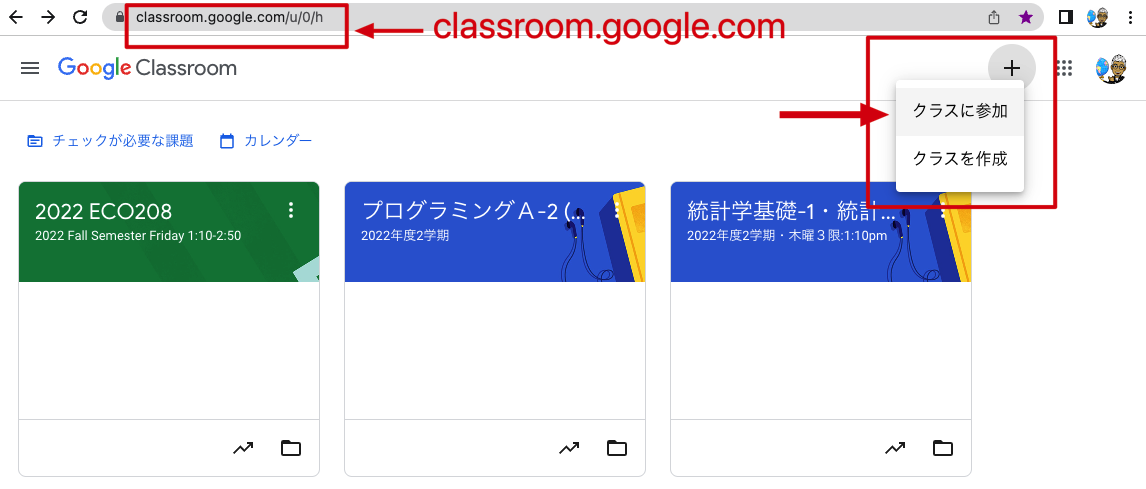 classroom.google.com/u/0/h
classroom.google.com
Google Classroom
クラスに参加
クラスを作成
チェックが必要な課題
カレンダー
2022 ECO208
2022 Fall Semester Friday 1:10-2:50
プログラミングA-2 (...
2022年度2学期
統計学基礎-1・統計...
2022年度2学期・木曜３限:1:10pm